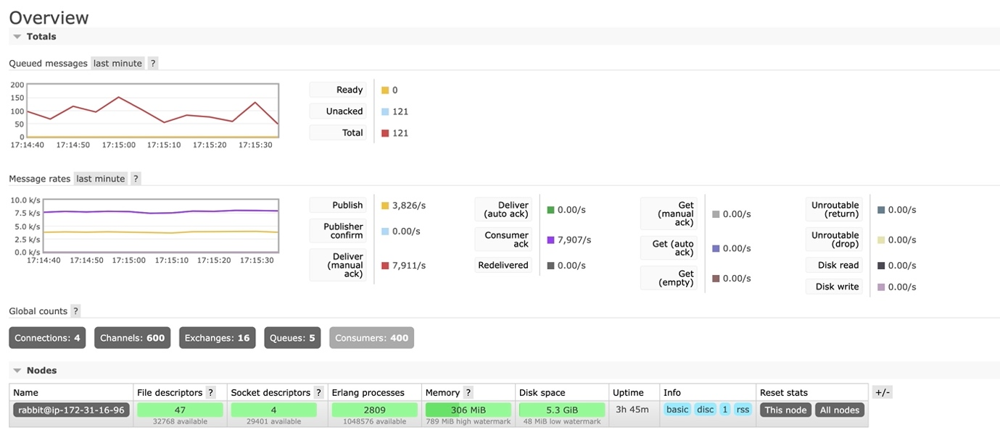 Overview
Totals
Queued messages last minute ?
200
150
100
50
0
17:14:40 17:14:50 17:15:00 17:15:10 17:15:20 17:15:30
Ready 0
Unacked 121
Total 121
Message rates last minute ?
10.0 k/s
7.5 k/s
5.0 k/s
2.5 k/s
0.0 k/s
17:14:40 17:14:50 17:15:00 17:15:10 17:15:20 17:15:30
Publish 3,826/s
Publisher
confirm 0.00/s
Deliver
(manual
ack) 7,911/s
Deliver
(auto ack) 0.00/s
Consumer
ack 7,907/s
Redelivered 0.00/s
Get
(manual
ack) 0.00/s
Get (auto
ack) 0.00/s
Get
(empty) 0.00/s
Unroutable
(return) 0.00/s
Unroutable
(drop) 0.00/s
Disk read 0.00/s
Disk write 0.00/s
Global counts ?
Connections: 4 Channels: 600 Exchanges: 16 Queues: 5 Consumers: 400
Nodes
Name File descriptors ? Socket descriptors ? Erlang processes Memory ? Disk space Uptime Info Reset stats +/-
rabbit@ip-172-31-16-96 47 4 2809 306 MiB 5.3 GiB 3h 45m basic disc 1 rss This node All nodes
32768 available 29401 available 1048576 available 789 MiB high watermark 48 MiB low watermark